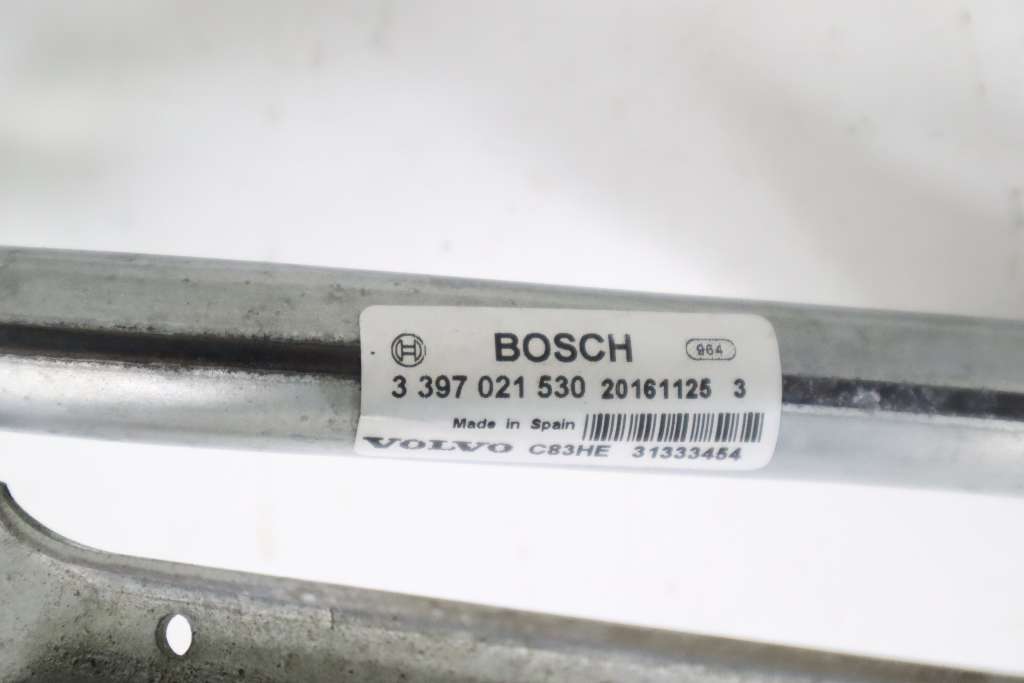 BOSCH 964
3 397 021 530 20161125 3
Made in Spain
VOLVO C83HE 31333454